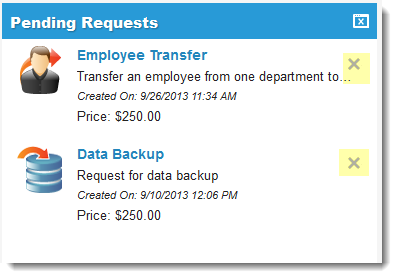 Pending Requests
Employee Transfer
Transfer an employee from one department to...
Created On: 9/26/2013 11:34 AM
Price: $250.00
Data Backup
Request for data backup
Created On: 9/10/2013 12:06 PM
Price: $250.00